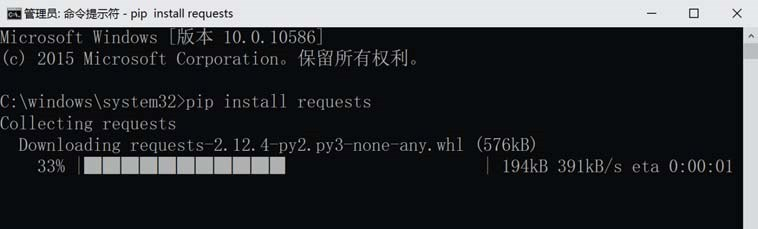 管理员: 命令提示符 - pip  install requests
Microsoft Windows [版本 10.0.10586]
(c) 2015 Microsoft Corporation。保留所有权利。
C:\windows\system32>pip install requests
Collecting requests
  Downloading requests-2.12.4-py2.py3-none-any.whl (576kB)
    33% |████████████                    | 194kB 391kB/s eta 0:00:01